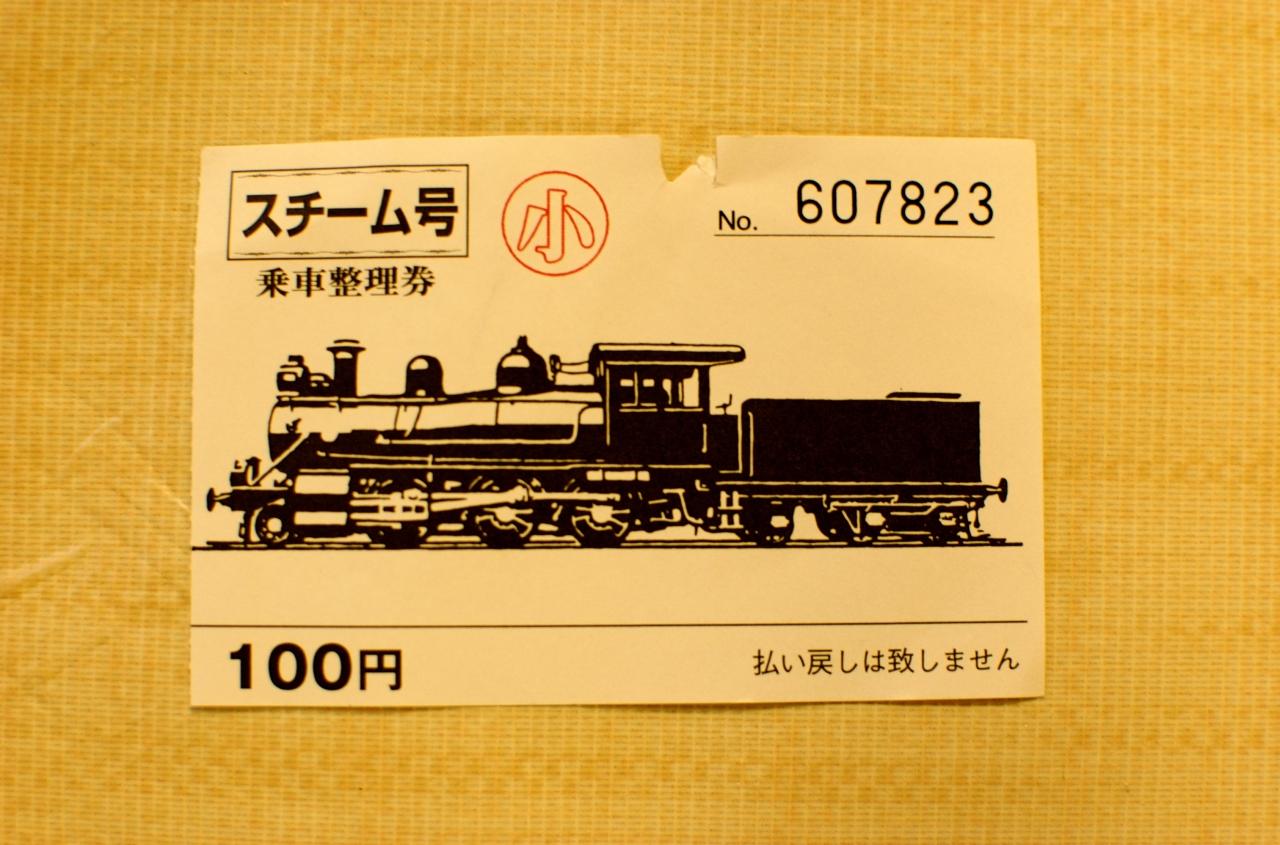 スチーム号
乗車整理券
小
No. 607823
100円
払い戻しは致しません